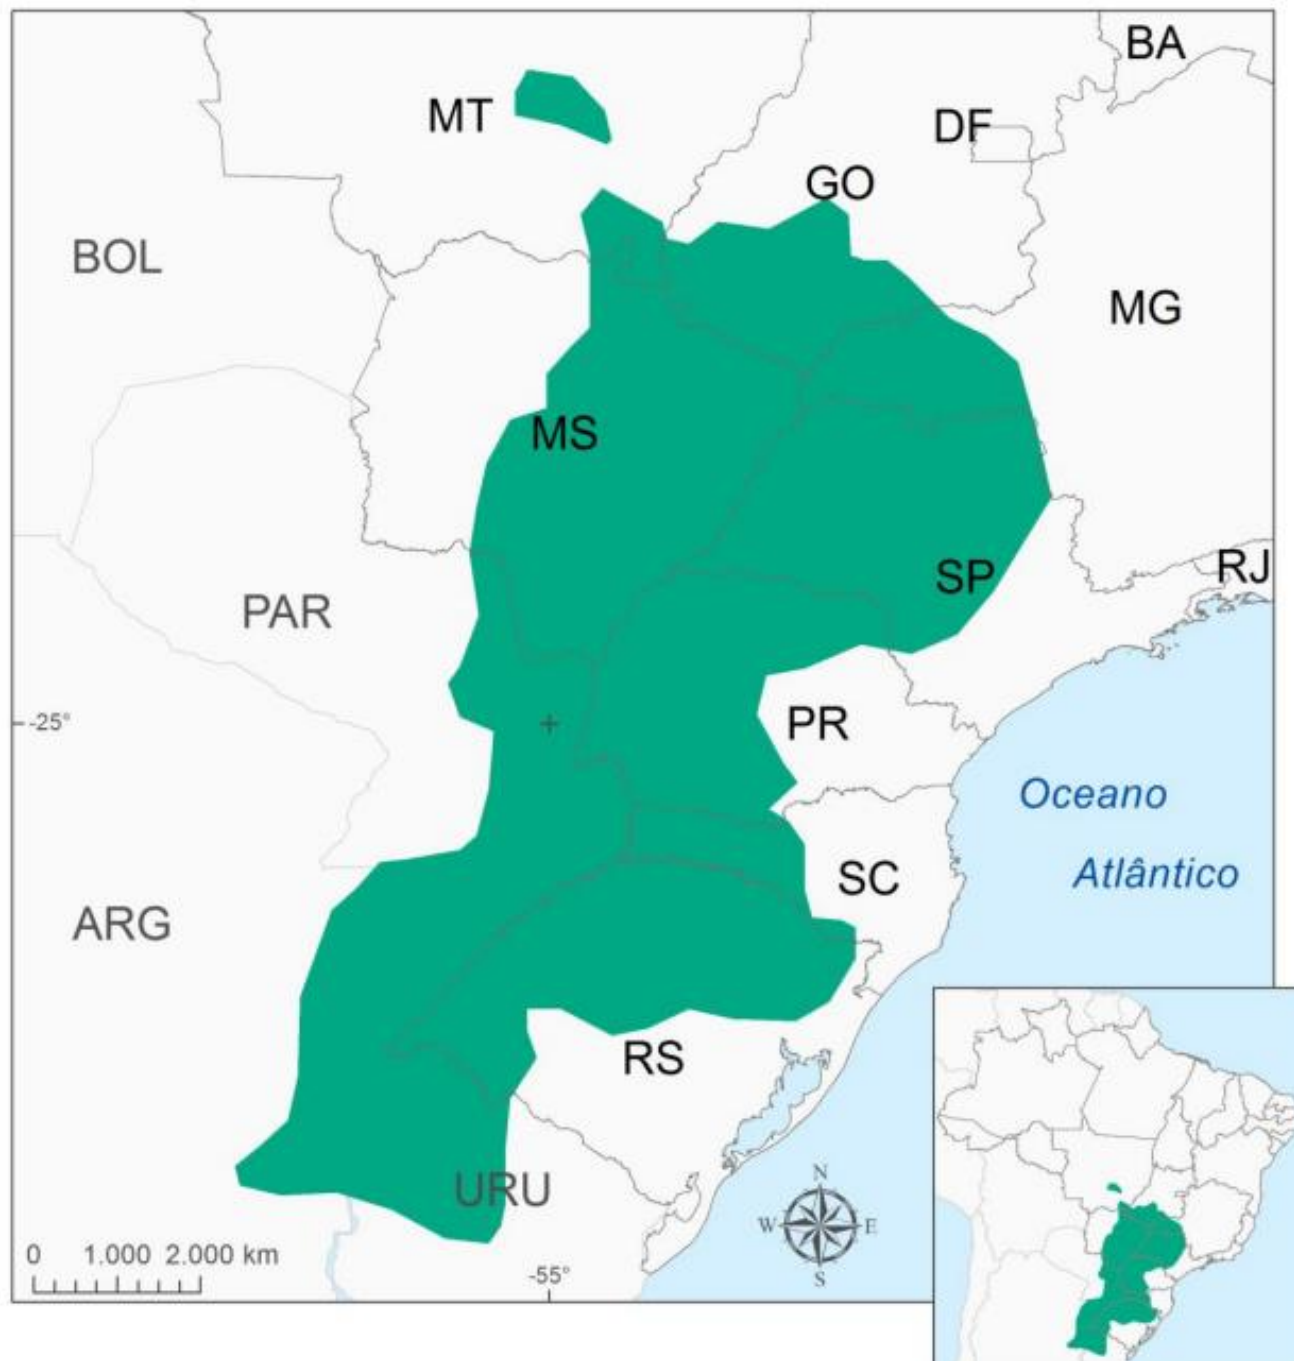 BA
MT
DF
GO
BOL
MG
MS
RJ
SP
PAR
-25°
PR
Oceano
Atlântico
SC
ARG
RS
URU
N
W E
S
0 1.000 2.000 km
-55°